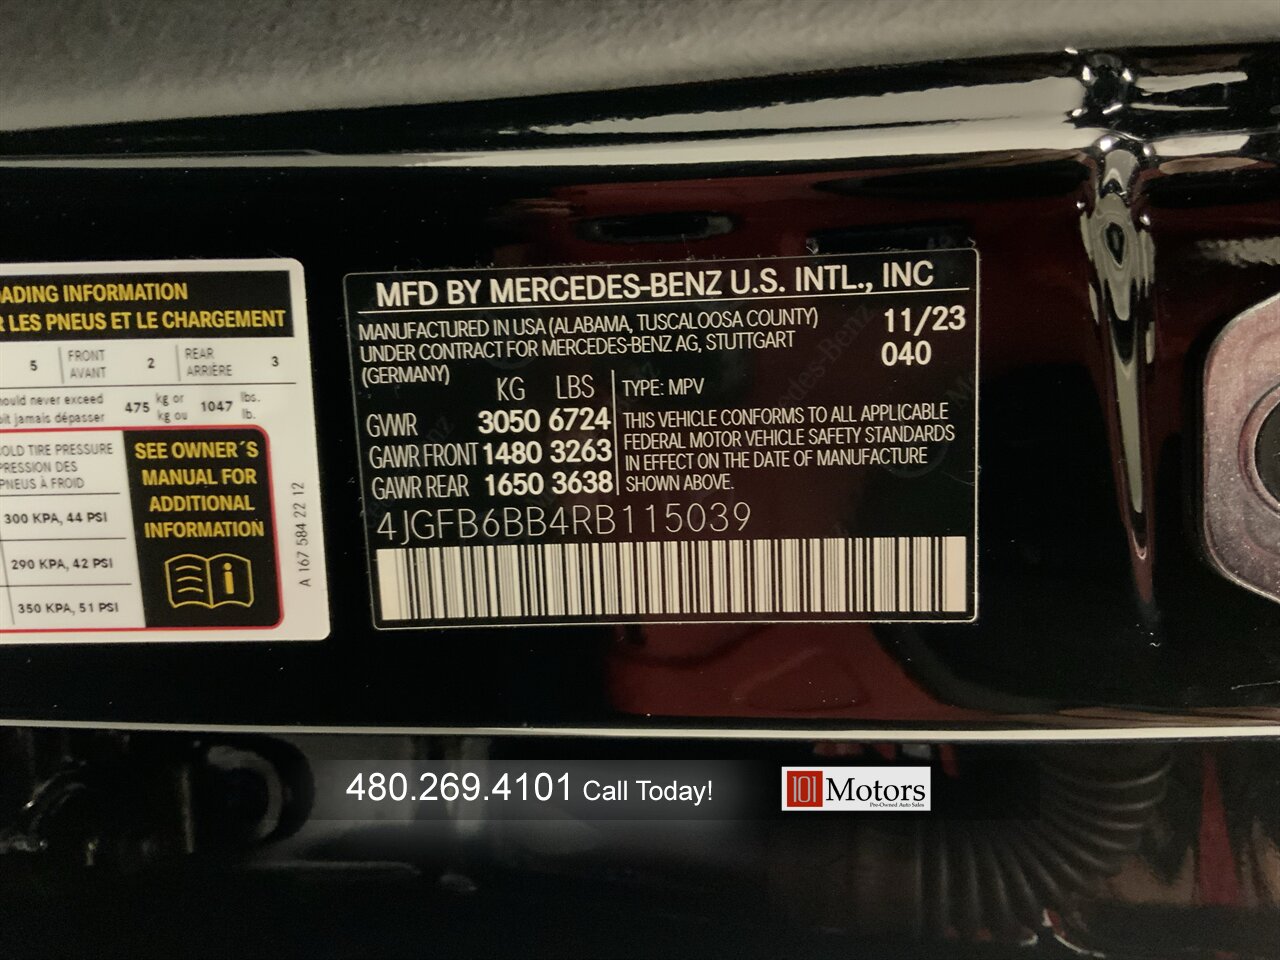 OADING INFORMATION
R LES PNEUS ET LE CHARGEMENT
5 FRONT AVANT 2 REAR ARRIÈRE 3
ould never exceed
bit jamais dépasser
475 kg or kg ou 1047 lbs. lb.
OLD TIRE PRESSURE
PRESSION DES
PNEUS À FROID
300 KPA, 44 PSI
290 KPA, 42 PSI
350 KPA, 51 PSI
SEE OWNER´S
MANUAL FOR
ADDITIONAL
INFORMATION
i
A 167 584 22 12
MFD BY MERCEDES-BENZ U.S. INTL., INC
MANUFACTURED IN USA (ALABAMA, TUSCALOOSA COUNTY)
UNDER CONTRACT FOR MERCEDES-BENZ AG, STUTTGART
(GERMANY)
11/23
040
KG LBS
GWR 3050 6724
GAWR FRONT 1480 3263
GAWR REAR 1650 3638
TYPE: MPV
THIS VEHICLE CONFORMS TO ALL APPLICABLE
FEDERAL MOTOR VEHICLE SAFETY STANDARDS
IN EFFECT ON THE DATE OF MANUFACTURE
SHOWN ABOVE.
4JGFB6BB4RB115039
480.269.4101 Call Today!
101 Motors
Pre-Owned Auto Sales